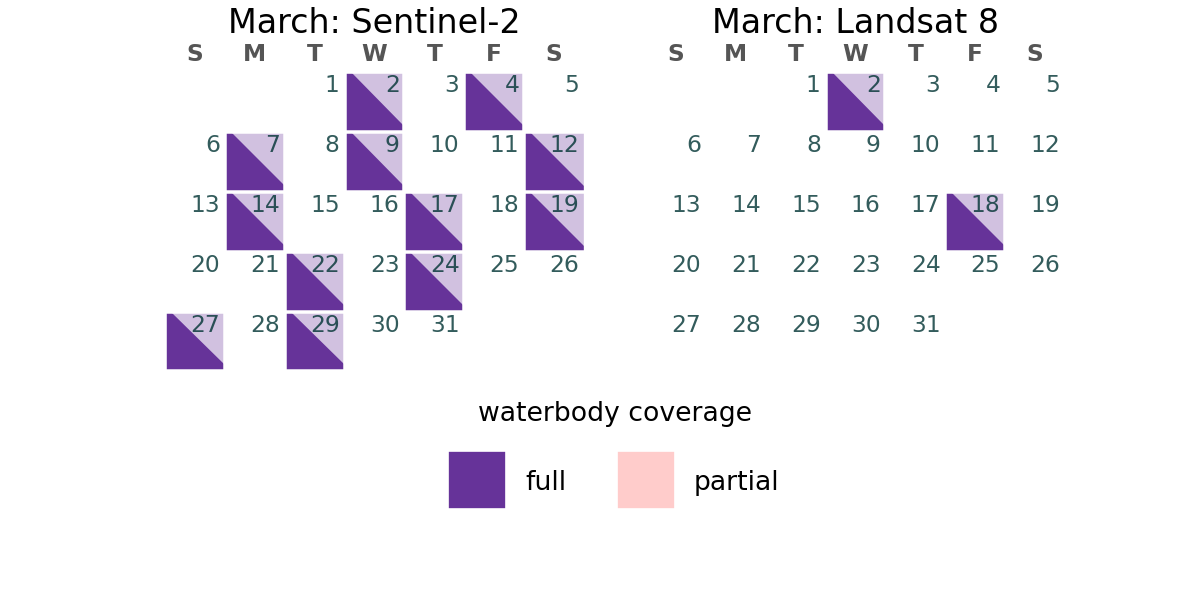 March: Sentinel-2
S M T W T F S
1 2 3 4 5
6 7 8 9 10 11 12
13 14 15 16 17 18 19
20 21 22 23 24 25 26
27 28 29 30 31
March: Landsat 8
S M T W T F S
1 2 3 4 5
6 7 8 9 10 11 12
13 14 15 16 17 18 19
20 21 22 23 24 25 26
27 28 29 30 31
waterbody coverage
full
partial